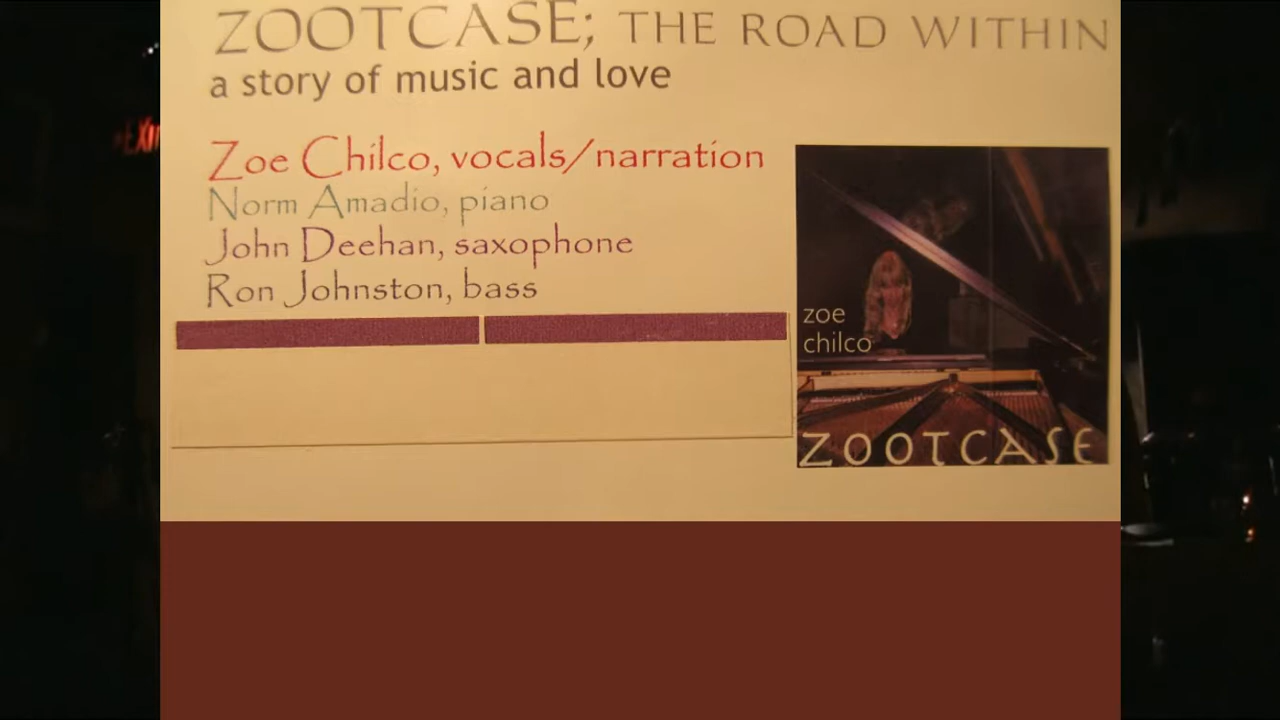 ZOOTCASE; THE ROAD WITHIN
a story of music and love
Zoe Chilco, vocals/narration
Norm Amadio, piano
John Deehan, saxophone
Ron Johnston, bass
zoe
chilco
ZOOTCASE
EXIT